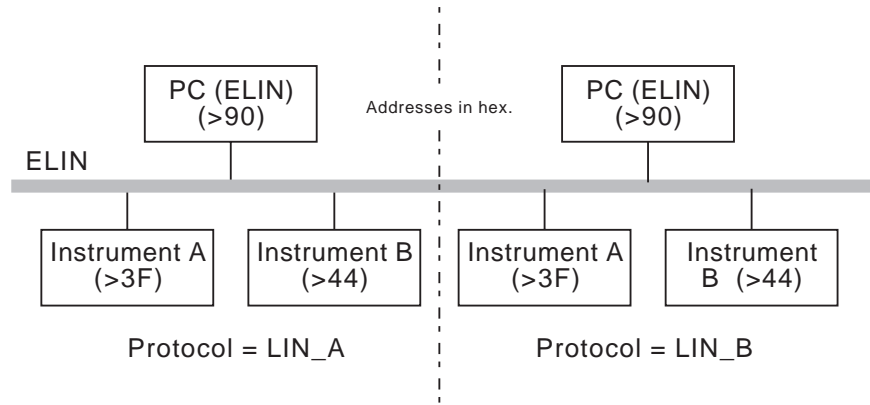 PC (ELIN)
(>90)
Addresses in hex.
PC (ELIN)
(>90)
ELIN
Instrument A
(>3F)
Instrument B
(>44)
Instrument A
(>3F)
Instrument
B (>44)
Protocol = LIN_A
Protocol = LIN_B